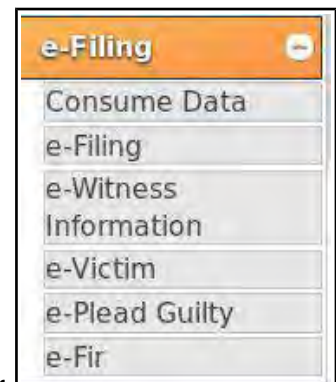 e-Filing
Consume Data
e-Filing
e-Witness
Information
e-Victim
e-Plead Guilty
e-Fir